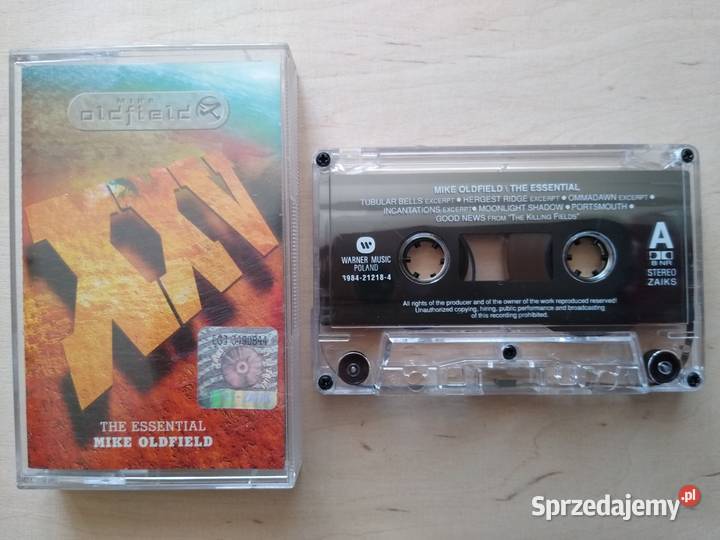 MIKE
oldfield
XXV
THE ESSENTIAL
MIKE OLDFIELD
MIKE OLDFIELD \ THE ESSENTIAL
TUBULAR BELLS EXCERPT • HERGEST RIDGE EXCERPT • OMMADAWN EXCERPT •
INCANTATIONS EXCERPT • MOONLIGHT SHADOW • PORTSMOUTH •
GOOD NEWS FROM "THE KILLING FIELDS"
WARNER MUSIC
POLAND
3984-21218-4
A
B NR
STEREO
ZAIKS
All rights of the producer and of the owner of the work reproduced reserved!
Unauthorized copying, hiring, public performance and broadcasting
of this recording prohibited.
Sprzedajemy.pl